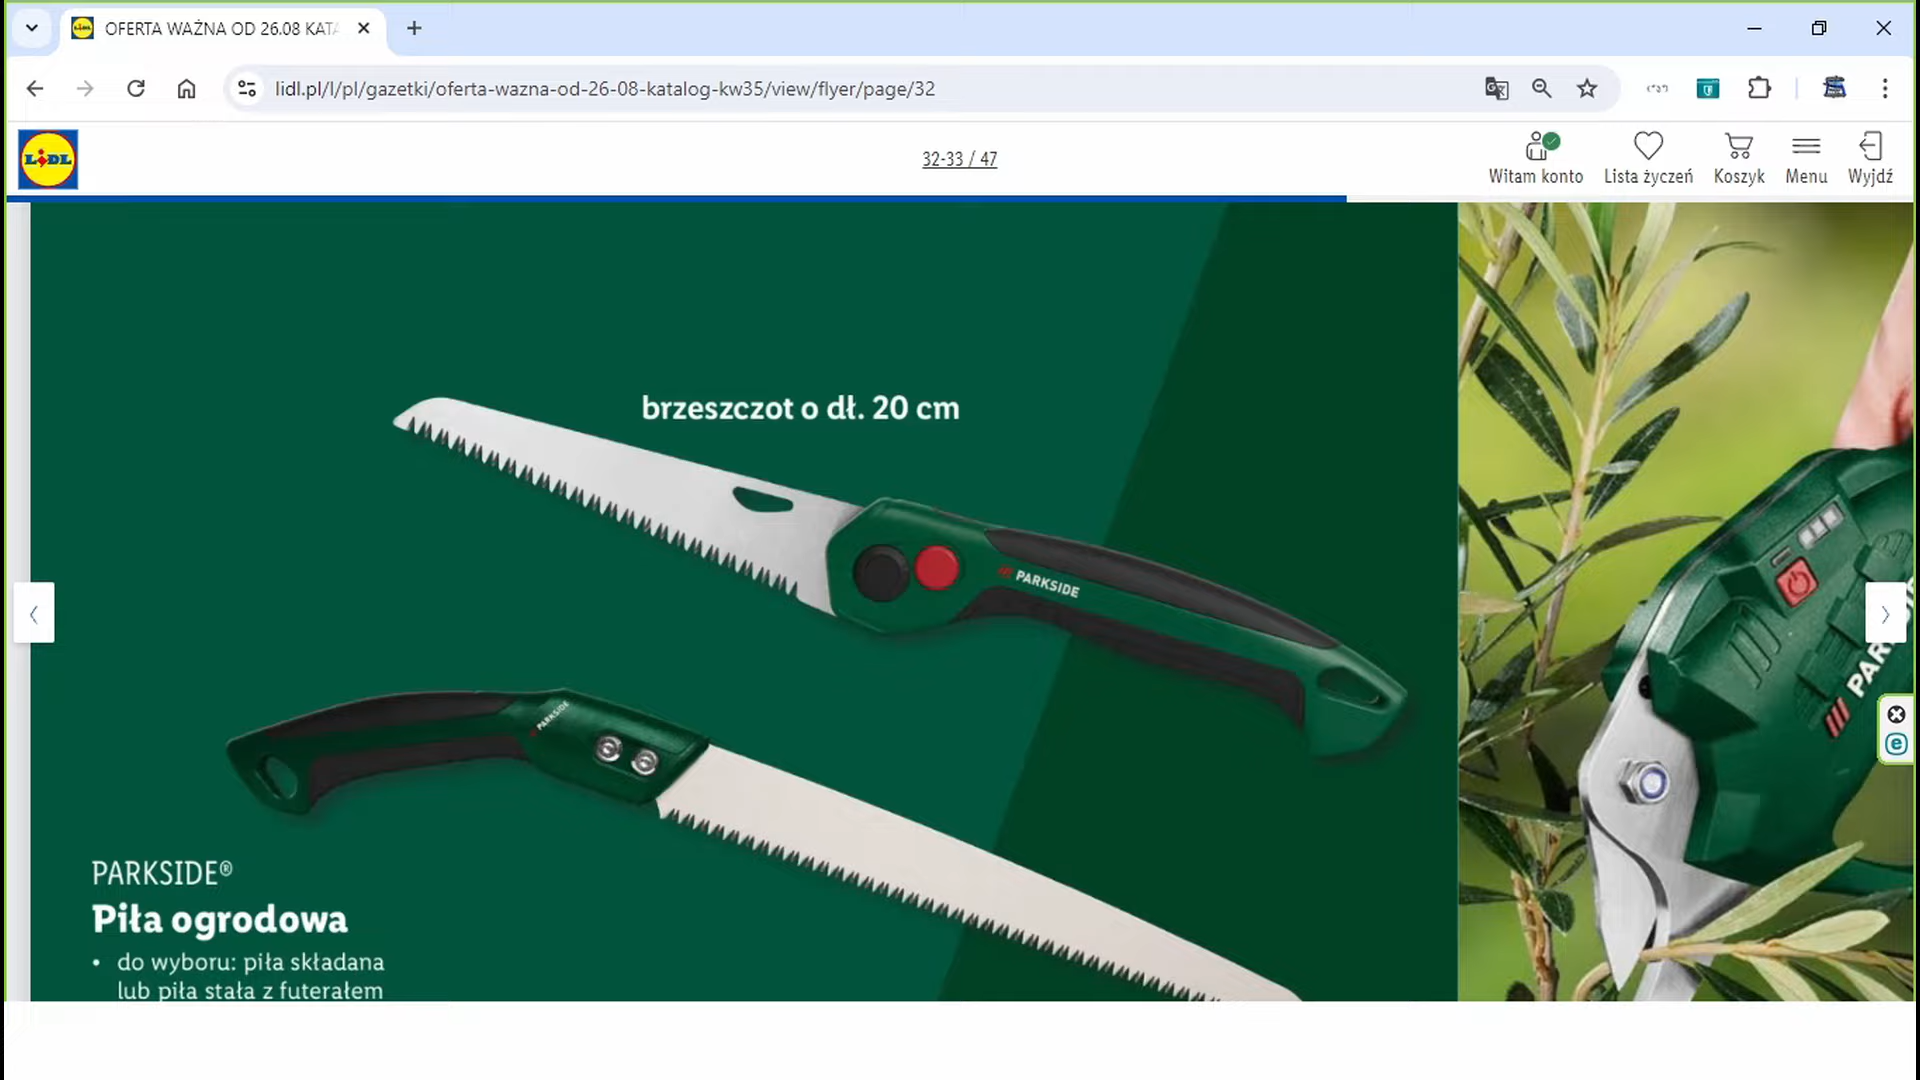 OFERTA WAŻNA OD 26.08 KATA
lidl.pl/l/pl/gazetki/oferta-wazna-od-26-08-katalog-kw35/view/flyer/page/32
LIDL
32-33 / 47
Witam konto
Lista życzeń
Koszyk
Menu
Wyjdź
brzeszczot o dł. 20 cm
PARKSIDE
PARKSIDE
PARKSIDE®
Piła ogrodowa
• do wyboru: piła składana
lub piła stała z futerałem